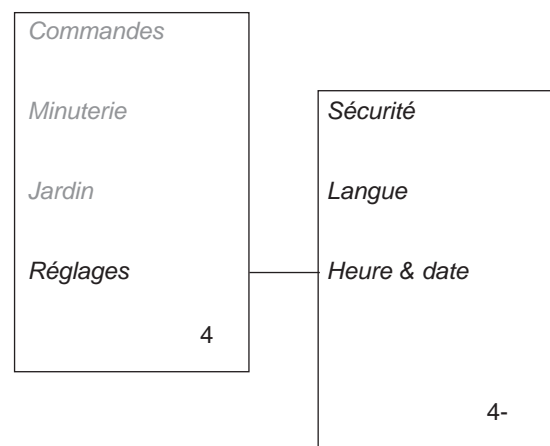 Commandes
Minuterie
Jardin
Réglages
4
Sécurité
Langue
Heure & date
4-